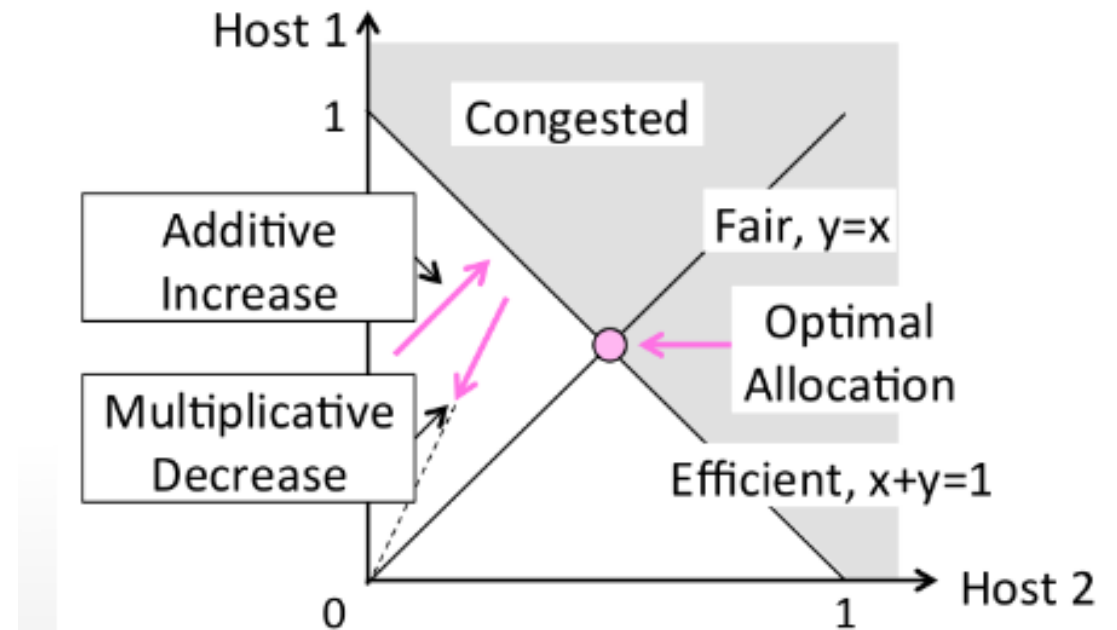 Host 1
1
Congested
Additive
Increase
Fair, y=x
Optimal
Allocation
Multiplicative
Decrease
Efficient, x+y=1
0
1
Host 2